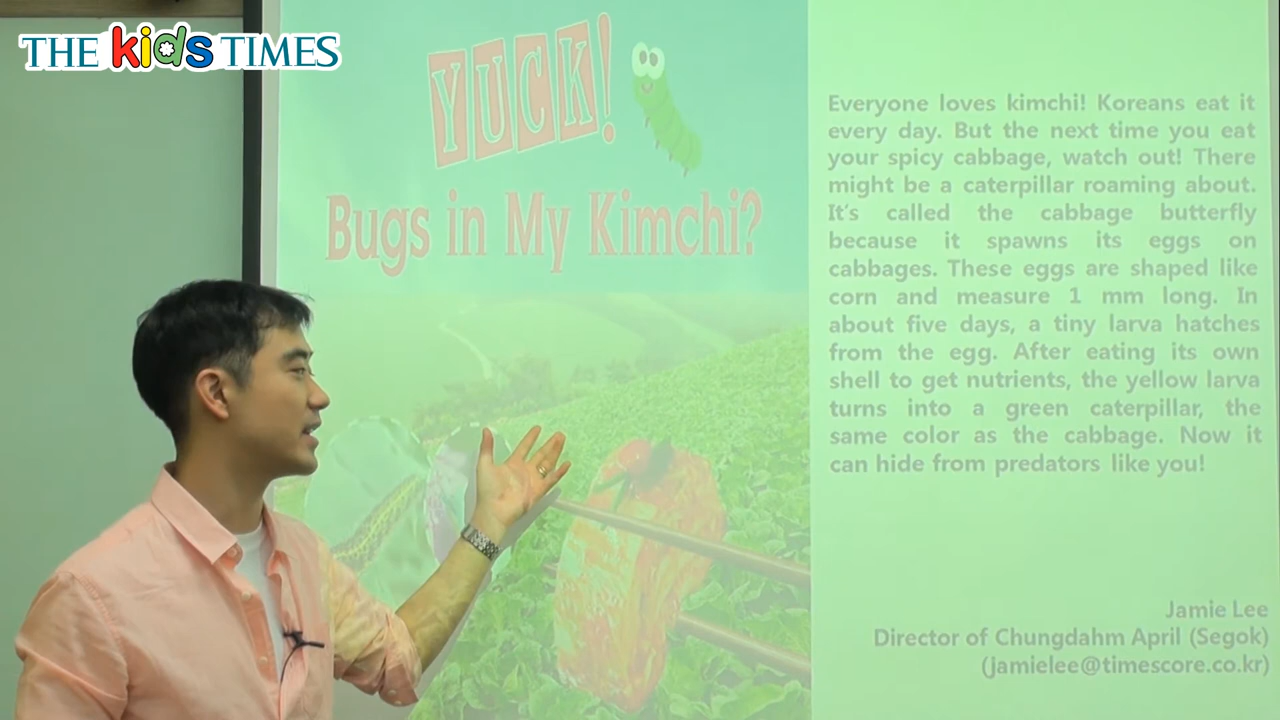 THE kids TIMES
YUCK!
Bugs in My Kimchi?
Everyone loves kimchi! Koreans eat it
every day. But the next time you eat
your spicy cabbage, watch out! There
might be a caterpillar roaming about.
It's called the cabbage butterfly
because it spawns its eggs on
cabbages. These eggs are shaped like
corn and measure 1 mm long. In
about five days, a tiny larva hatches
from the egg. After eating its own
shell to get nutrients, the yellow larva
turns into a green caterpillar, the
same color as the cabbage. Now it
can hide from predators like you!
Jamie Lee
Director of Chungdahm April (Segok)
(jamielee@timescore.co.kr)